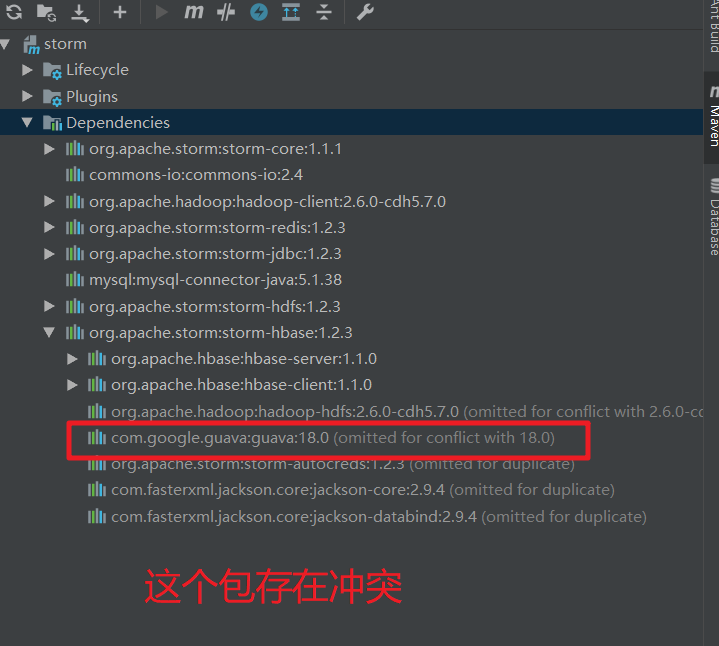 storm
Lifecycle
Plugins
Dependencies
org.apache.storm:storm-core:1.1.1
commons-io:commons-io:2.4
org.apache.hadoop:hadoop-client:2.6.0-cdh5.7.0
org.apache.storm:storm-redis:1.2.3
org.apache.storm:storm-jdbc:1.2.3
mysql:mysql-connector-java:5.1.38
org.apache.storm:storm-hdfs:1.2.3
org.apache.storm:storm-hbase:1.2.3
org.apache.hbase:hbase-server:1.1.0
org.apache.hbase:hbase-client:1.1.0
org.apache.hadoop:hadoop-hdfs:2.6.0-cdh5.7.0 (omitted for conflict with 2.6.0-cd
com.google.guava:guava:18.0 (omitted for conflict with 18.0)
org.apache.storm:storm-autocreds:1.2.3 (omitted for duplicate)
com.fasterxml.jackson.core:jackson-core:2.9.4 (omitted for duplicate)
com.fasterxml.jackson.core:jackson-databind:2.9.4 (omitted for duplicate)
这个包存在冲突
Ant Build
Maven
Database